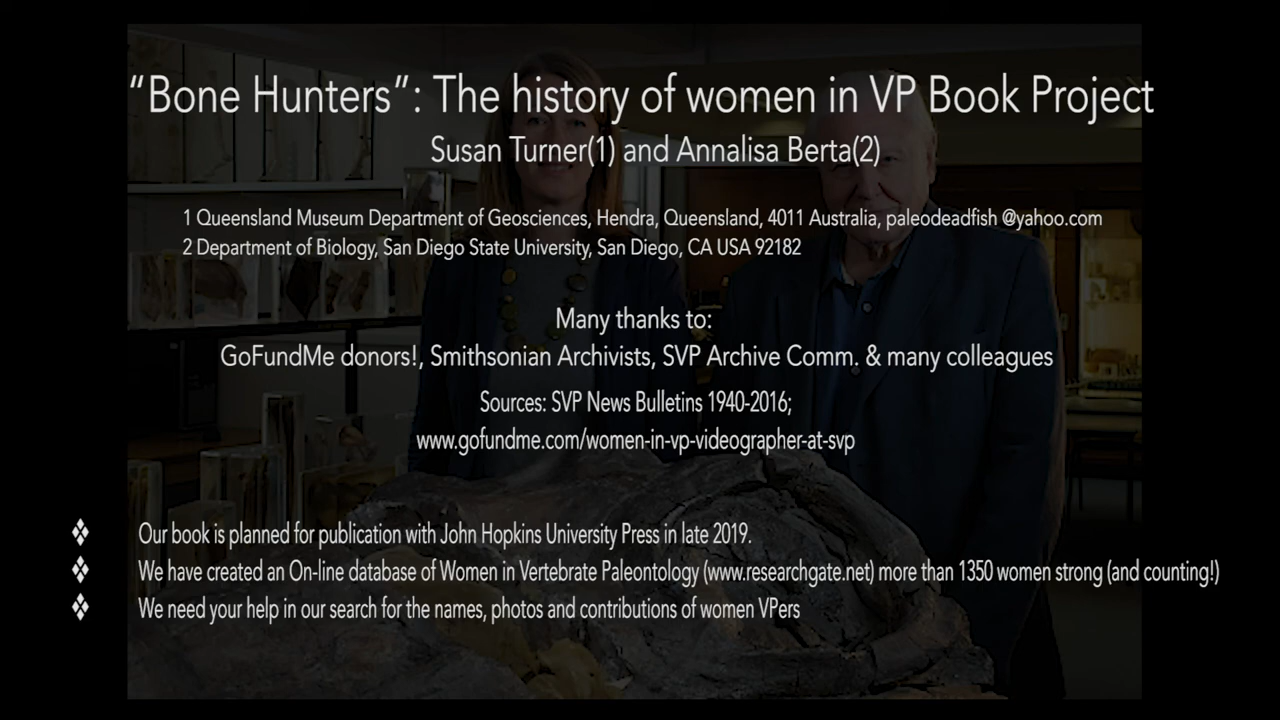 “Bone Hunters”: The history of women in VP Book Project
Susan Turner(1) and Annalisa Berta(2)
1 Queensland Museum Department of Geosciences, Hendra, Queensland, 4011 Australia, paleodeadfish @yahoo.com
2 Department of Biology, San Diego State University, San Diego, CA USA 92182
Many thanks to:
GoFundMe donors!, Smithsonian Archivists, SVP Archive Comm. & many colleagues
Sources: SVP News Bulletins 1940-2016;
www.gofundme.com/women-in-vp-videographer-at-svp
❖ Our book is planned for publication with John Hopkins University Press in late 2019.
❖ We have created an On-line database of Women in Vertebrate Paleontology (www.researchgate.net) more than 1350 women strong (and counting!)
❖ We need your help in our search for the names, photos and contributions of women VPers